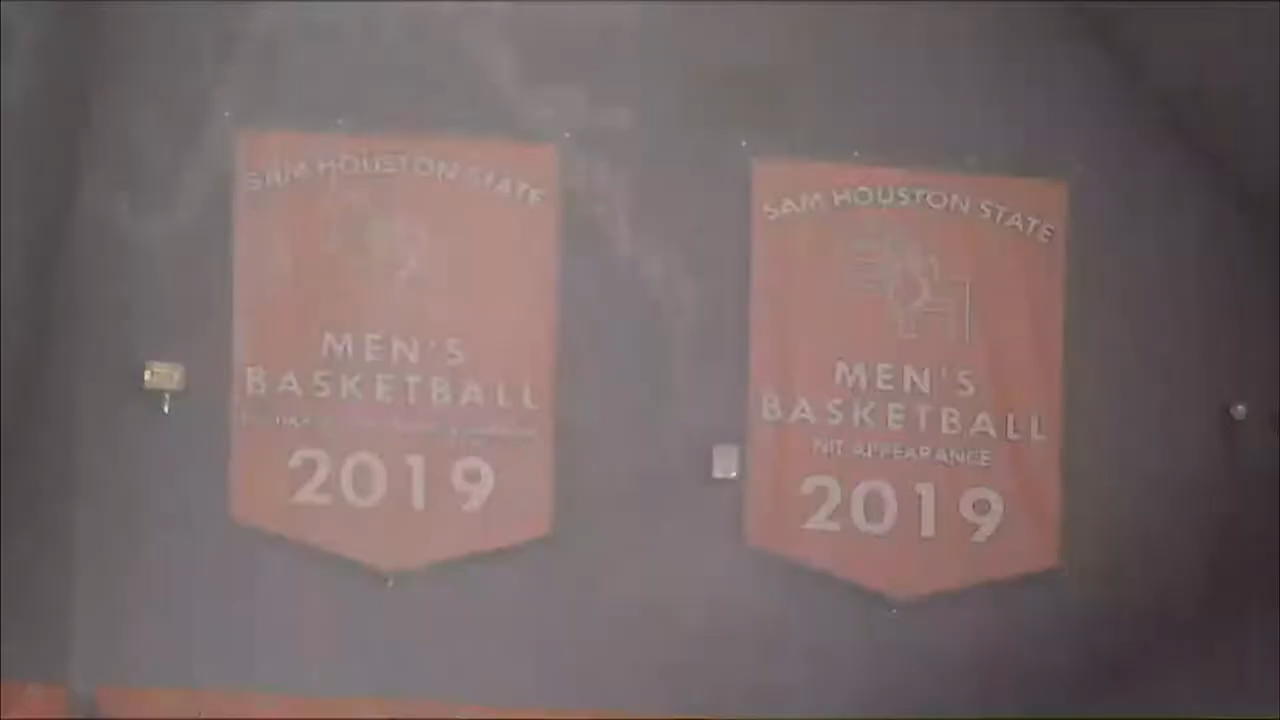 SAM HOUSTON STATE
MEN'S
BASKETBALL
2019
SAM HOUSTON STATE
MEN'S
BASKETBALL
NIT APPEARANCE
2019